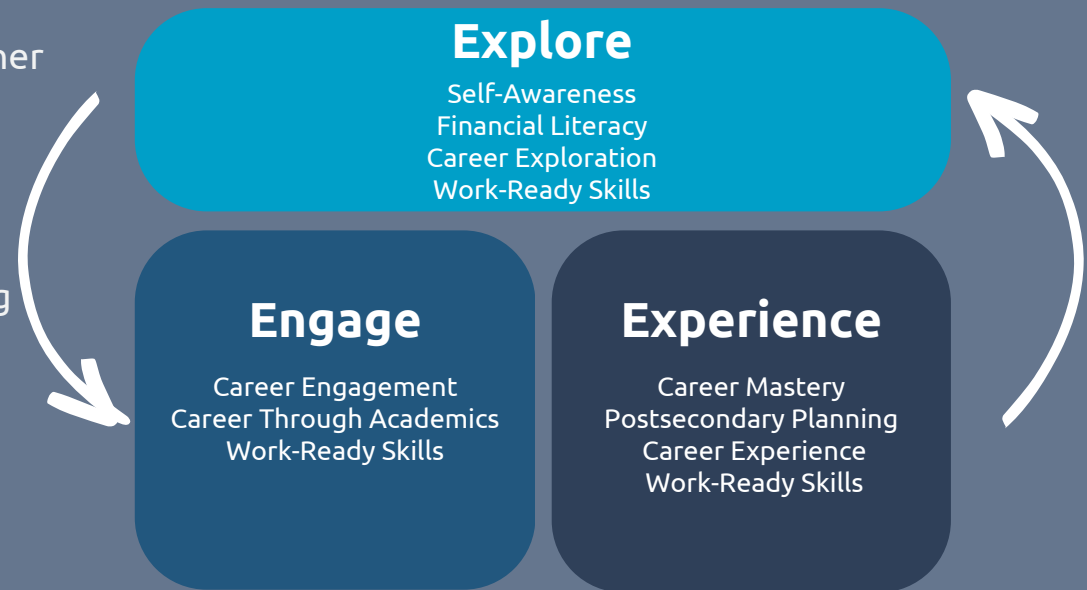 Explore
Self-Awareness
Financial Literacy
Career Exploration
Work-Ready Skills
Engage
Career Engagement
Career Through Academics
Work-Ready Skills
Experience
Career Mastery
Postsecondary Planning
Career Experience
Work-Ready Skills